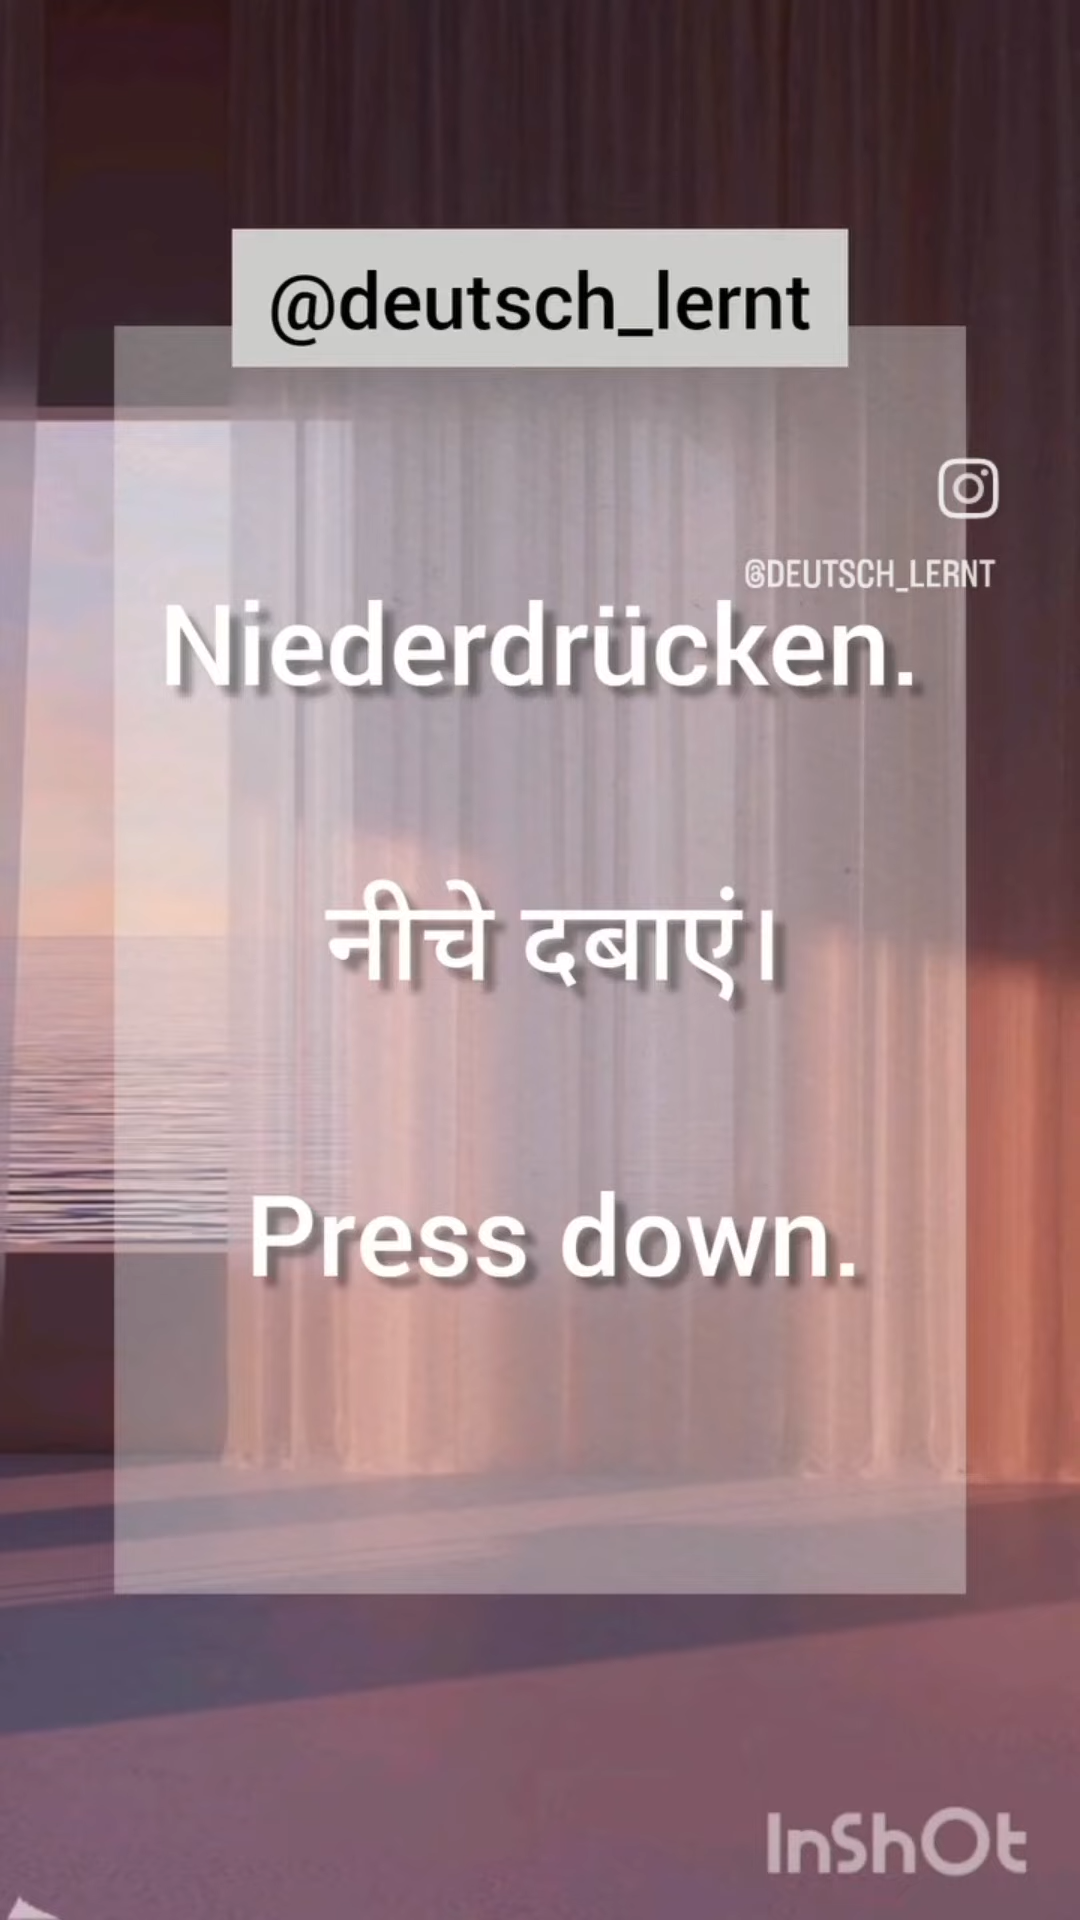 @deutsch_lernt
@DEUTSCH_LERNT
Niederdrücken.
नीचे दबाएं।
Press down.
InShOt